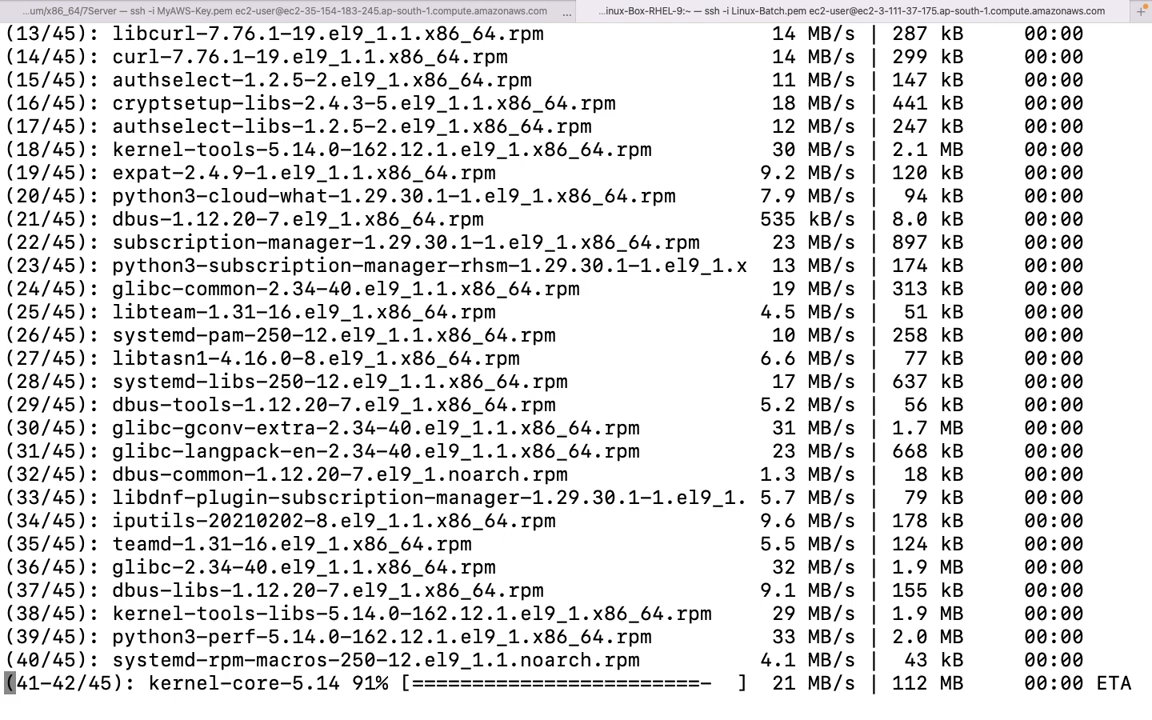 ...um/x86_64/7Server — ssh -i MyAWS-Key.pem ec2-user@ec2-35-154-183-245.ap-south-1.compute.amazonaws.com ...
...inux-Box-RHEL-9:~ — ssh -i Linux-Batch.pem ec2-user@ec2-3-111-37-175.ap-south-1.compute.amazonaws.com +
(13/45): libcurl-7.76.1-19.el9_1.1.x86_64.rpm 14 MB/s | 287 kB 00:00
(14/45): curl-7.76.1-19.el9_1.1.x86_64.rpm 14 MB/s | 299 kB 00:00
(15/45): authselect-1.2.5-2.el9_1.x86_64.rpm 11 MB/s | 147 kB 00:00
(16/45): cryptsetup-libs-2.4.3-5.el9_1.1.x86_64.rpm 18 MB/s | 441 kB 00:00
(17/45): authselect-libs-1.2.5-2.el9_1.x86_64.rpm 12 MB/s | 247 kB 00:00
(18/45): kernel-tools-5.14.0-162.12.1.el9_1.x86_64.rpm 30 MB/s | 2.1 MB 00:00
(19/45): expat-2.4.9-1.el9_1.1.x86_64.rpm 9.2 MB/s | 120 kB 00:00
(20/45): python3-cloud-what-1.29.30.1-1.el9_1.x86_64.rpm 7.9 MB/s | 94 kB 00:00
(21/45): dbus-1.12.20-7.el9_1.x86_64.rpm 535 kB/s | 8.0 kB 00:00
(22/45): subscription-manager-1.29.30.1-1.el9_1.x86_64.rpm 23 MB/s | 897 kB 00:00
(23/45): python3-subscription-manager-rhsm-1.29.30.1-1.el9_1.x 13 MB/s | 174 kB 00:00
(24/45): glibc-common-2.34-40.el9_1.1.x86_64.rpm 19 MB/s | 313 kB 00:00
(25/45): libteam-1.31-16.el9_1.x86_64.rpm 4.5 MB/s | 51 kB 00:00
(26/45): systemd-pam-250-12.el9_1.1.x86_64.rpm 10 MB/s | 258 kB 00:00
(27/45): libtasn1-4.16.0-8.el9_1.x86_64.rpm 6.6 MB/s | 77 kB 00:00
(28/45): systemd-libs-250-12.el9_1.1.x86_64.rpm 17 MB/s | 637 kB 00:00
(29/45): dbus-tools-1.12.20-7.el9_1.x86_64.rpm 5.2 MB/s | 56 kB 00:00
(30/45): glibc-gconv-extra-2.34-40.el9_1.1.x86_64.rpm 31 MB/s | 1.7 MB 00:00
(31/45): glibc-langpack-en-2.34-40.el9_1.1.x86_64.rpm 23 MB/s | 668 kB 00:00
(32/45): dbus-common-1.12.20-7.el9_1.noarch.rpm 1.3 MB/s | 18 kB 00:00
(33/45): libdnf-plugin-subscription-manager-1.29.30.1-1.el9_1. 5.7 MB/s | 79 kB 00:00
(34/45): iputils-20210202-8.el9_1.1.x86_64.rpm 9.6 MB/s | 178 kB 00:00
(35/45): teamd-1.31-16.el9_1.x86_64.rpm 5.5 MB/s | 124 kB 00:00
(36/45): glibc-2.34-40.el9_1.1.x86_64.rpm 32 MB/s | 1.9 MB 00:00
(37/45): dbus-libs-1.12.20-7.el9_1.x86_64.rpm 9.1 MB/s | 155 kB 00:00
(38/45): kernel-tools-libs-5.14.0-162.12.1.el9_1.x86_64.rpm 29 MB/s | 1.9 MB 00:00
(39/45): python3-perf-5.14.0-162.12.1.el9_1.x86_64.rpm 33 MB/s | 2.0 MB 00:00
(40/45): systemd-rpm-macros-250-12.el9_1.1.noarch.rpm 4.1 MB/s | 43 kB 00:00
(41-42/45): kernel-core-5.14 91% [========================- ] 21 MB/s | 112 MB 00:00 ETA